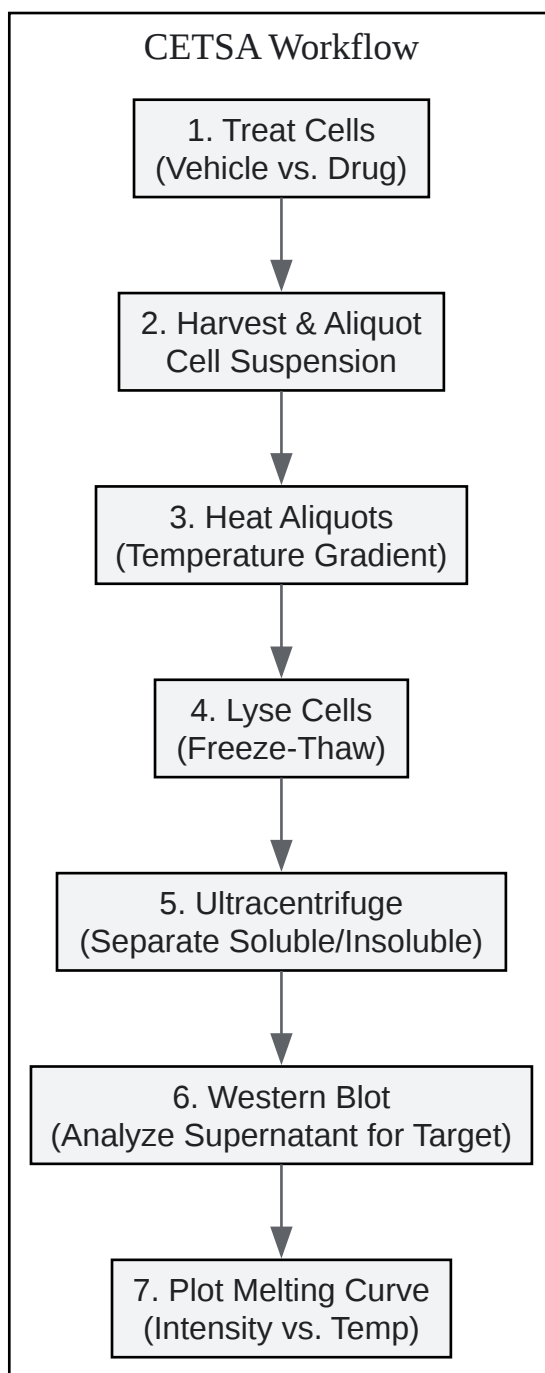 CETSA Workflow
1. Treat Cells
(Vehicle vs. Drug)
2. Harvest & Aliquot
Cell Suspension
3. Heat Aliquots
(Temperature Gradient)
4. Lyse Cells
(Freeze-Thaw)
5. Ultracentrifuge
(Separate Soluble/Insoluble)
6. Western Blot
(Analyze Supernatant for Target)
7. Plot Melting Curve
(Intensity vs. Temp)